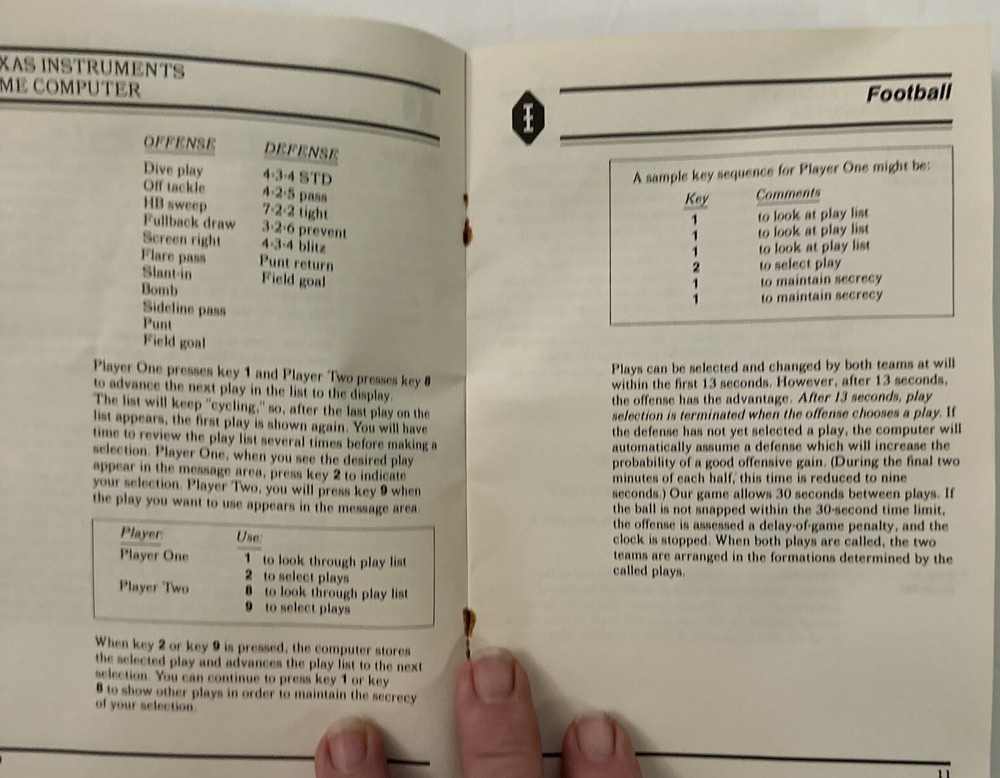 XAS INSTRUMENTS
ME COMPUTER
OFFENSE DEFENSE
Dive play 4-3-4 STD
Off tackle 4-2-5 pass
HB sweep 7-2-2 tight
Fullback draw 3-2-6 prevent
Screen right 4-3-4 blitz
Flare pass Punt return
Slant-in Field goal
Bomb
Sideline pass
Punt
Field goal
Player One presses key 1 and Player Two presses key 8
to advance the next play in the list to the display.
The list will keep "cycling," so, after the last play on the
list appears, the first play is shown again. You will have
time to review the play list several times before making a
selection. Player One, when you see the desired play
appear in the message area, press key 2 to indicate
your selection. Player Two, you will press key 9 when
the play you want to use appears in the message area.
Player: Use:
Player One 1 to look through play list
2 to select plays
Player Two 8 to look through play list
9 to select plays
When key 2 or key 9 is pressed, the computer stores
the selected play and advances the play list to the next
selection. You can continue to press key 1 or key
8 to show other plays in order to maintain the secrecy
of your selection.
Football
A sample key sequence for Player One might be:
Key Comments
1 to look at play list
1 to look at play list
1 to look at play list
2 to select play
1 to maintain secrecy
1 to maintain secrecy
Plays can be selected and changed by both teams at will
within the first 13 seconds. However, after 13 seconds,
the offense has the advantage. After 13 seconds, play
selection is terminated when the offense chooses a play. If
the defense has not yet selected a play, the computer will
automatically assume a defense which will increase the
probability of a good offensive gain. (During the final two
minutes of each half, this time is reduced to nine
seconds.) Our game allows 30 seconds between plays. If
the ball is not snapped within the 30-second time limit,
the offense is assessed a delay-of-game penalty, and the
clock is stopped. When both plays are called, the two
teams are arranged in the formations determined by the
called plays.
11